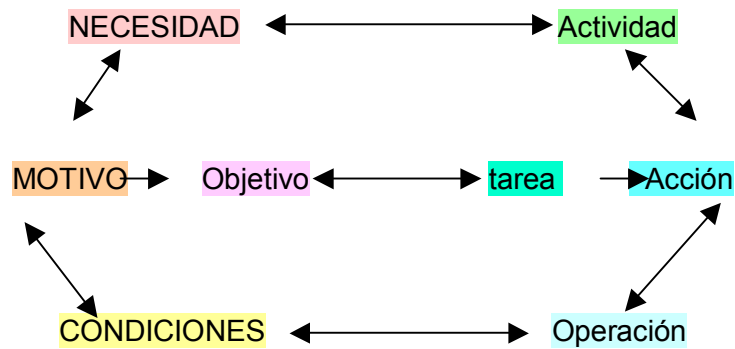 NECESIDAD Actividad
MOTIVO Objetivo tarea Acción
CONDICIONES Operación